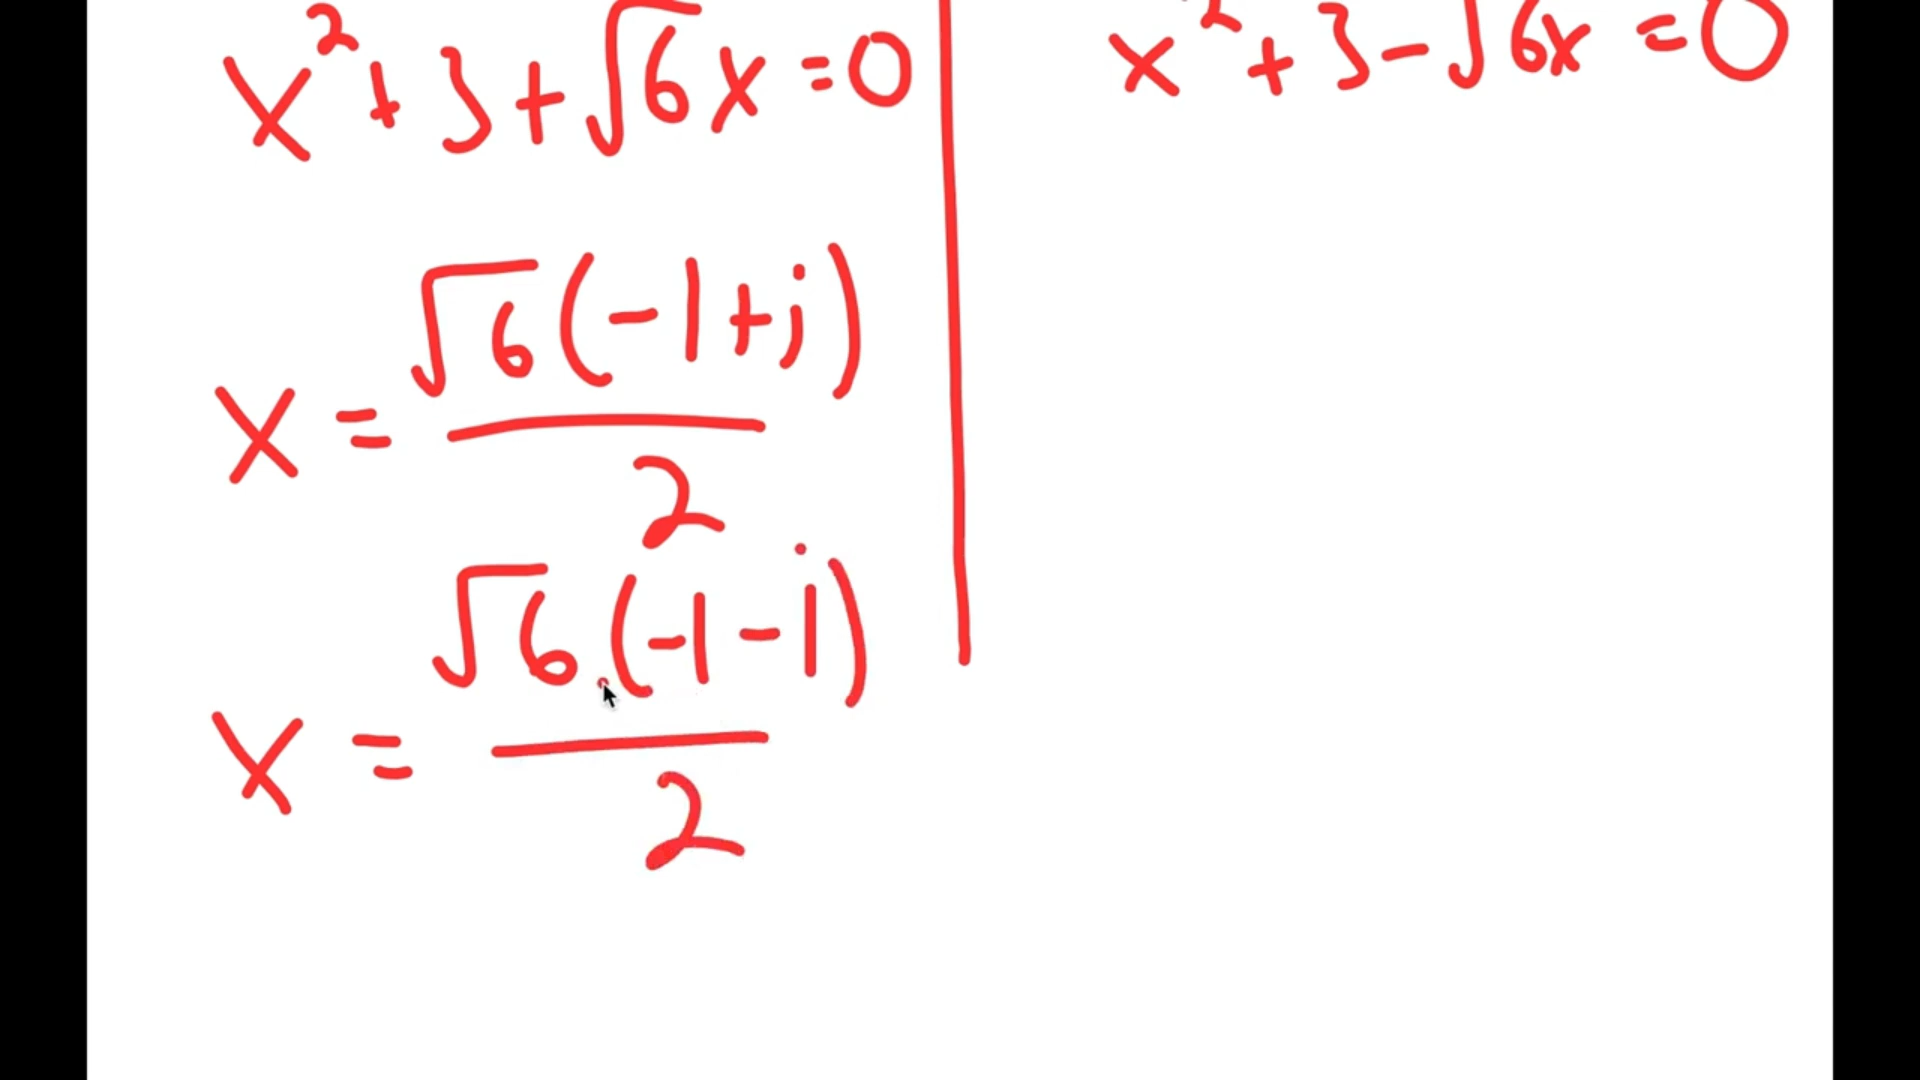 x² + 3 + √6x = 0
x² + 3 - √6x = 0
x = √6(-1+i)/2
x = √6.(-1-i)/2